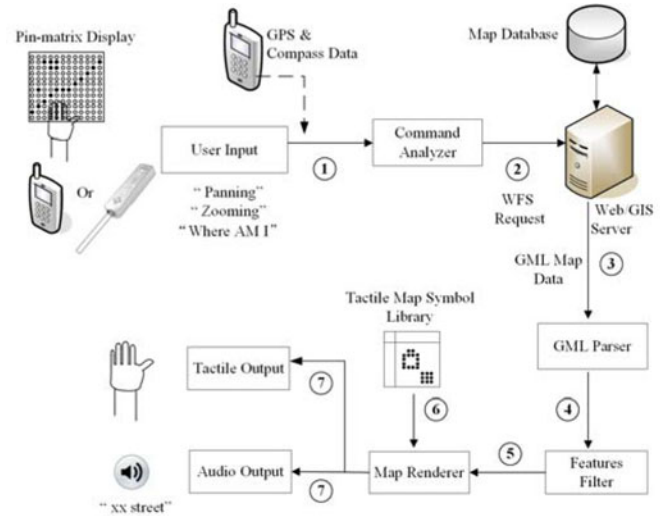 Pin-matrix Display
GPS &
Compass Data
Map Database
Or
User Input
①
Command
Analyzer
②
WFS
Request
Web/GIS
Server
“ Panning”
“ Zooming”
“Where AM I”
GML Map
Data
③
Tactile Map Symbol
Library
GML Parser
Tactile Output
⑦
⑥
④
Audio Output
⑦
Map Renderer
⑤
Features
Filter
“ xx street”